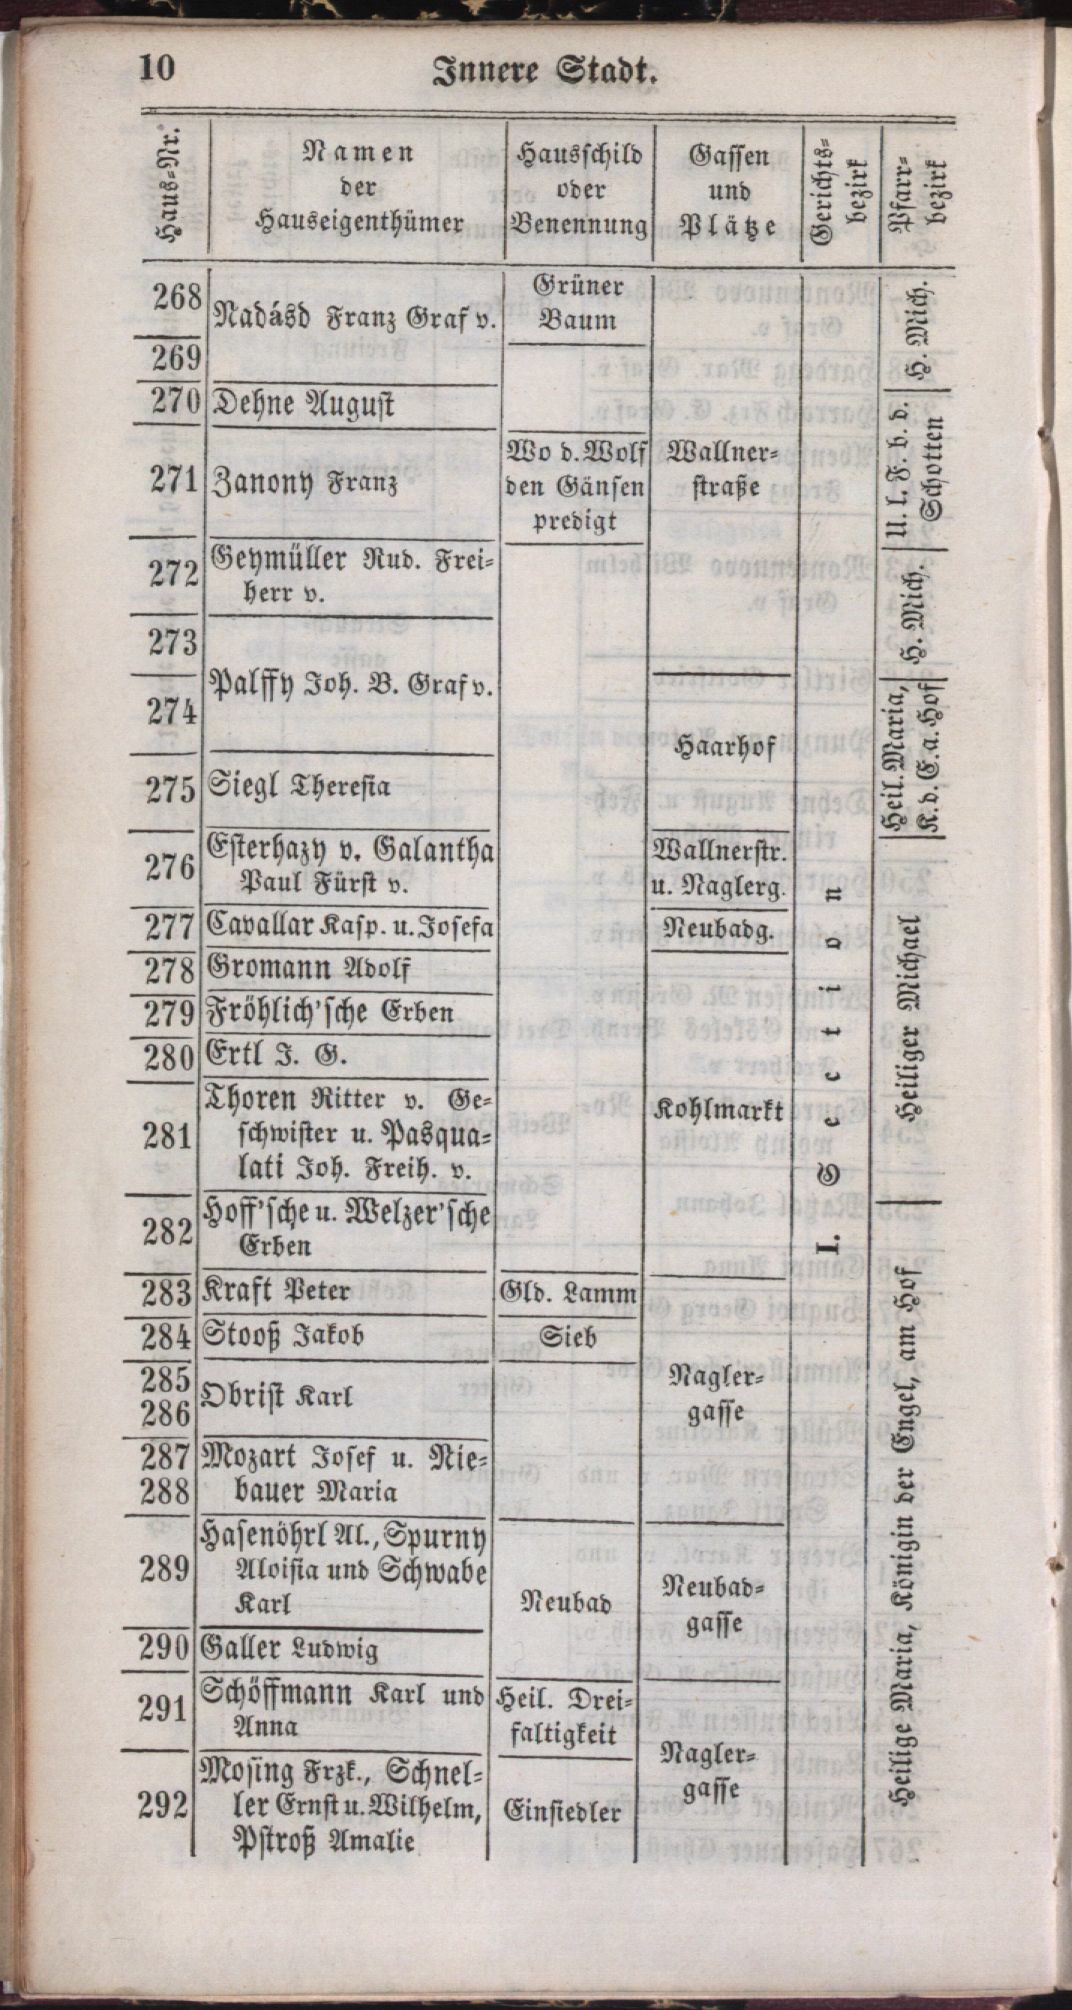 10
Innere Stadt.
Haus-Nr.
Namen
der
Hauseigenthümer
Hausschild
oder
Benennung
Gassen
und
Plätze
Gerichts-
bezirk
Pfarr-
bezirk
268
269
Nadásd Franz Graf v.
Grüner
Baum
270 Dehne August
271 Zanony Franz
Wo d. Wolf
den Gänsen
predigt
Wallner-
straße
272 Geymüller Rud. Frei-
herr v.
273
274
Palffy Joh. B. Graf v.
275 Siegl Theresia
Haarhof
276 Esterhazy v. Galantha
Paul Fürst v.
Wallnerstr.
u. Naglerg.
277 Cavallar Kasp. u. Josefa
Neubadg.
278 Gromann Adolf
279 Fröhlich'sche Erben
280 Ertl J. G.
281 Thoren Ritter v. Ge-
schwister u. Pasqua-
lati Joh. Freih. v.
Kohlmarkt
282 Hoff'sche u. Welzer'sche
Erben
283 Kraft Peter Gld. Lamm
284 Stooß Jakob Sieb
285
286
Obrist Karl
Nagler-
gasse
287 Mozart Josef u. Nie-
288 bauer Maria
289 Hasenöhrl Al., Spurny
Aloisia und Schwabe
Karl
Neubad
Neubad-
gasse
290 Galler Ludwig
291 Schöffmann Karl und
Anna
Heil. Drei-
faltigkeit
292 Mosing Frzk., Schnel-
ler Ernst u. Wilhelm,
Pstroß Amalie
Einsiedler
Nagler-
gasse
I. Section
H. Mich.
U. l. F. b. d.
Schotten
H. Mich.
Heil. Maria,
K. d. E. a. Hof
Heiliger Michael
Heilige Maria, Königin der Engel, am Hof